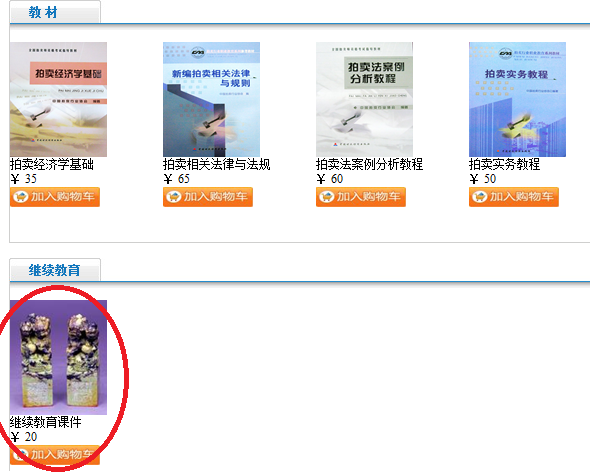 教 材
拍卖经济学基础
新编拍卖相关法律
与规则
拍卖法案例
分析教程
拍卖实务教程
拍卖经济学基础
拍卖相关法律与法规
拍卖法案例分析教程
拍卖实务教程
¥ 35
¥ 65
¥ 60
¥ 50
加入购物车
加入购物车
加入购物车
加入购物车
继续教育
继续教育课件
¥ 20
加入购物车